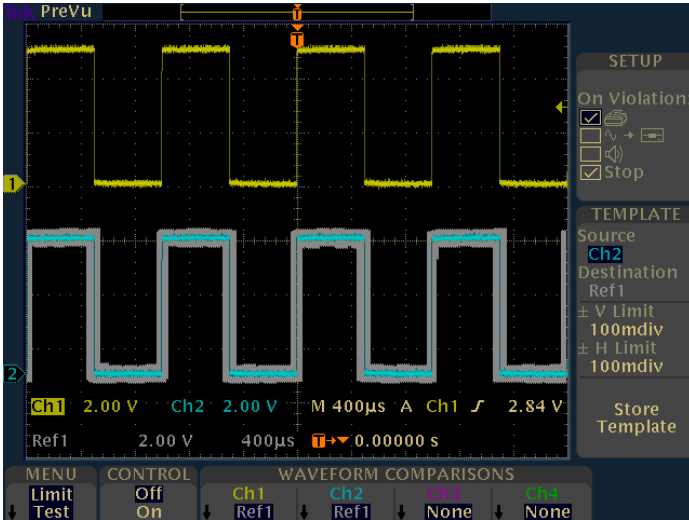 Tek PreVu
T
T
SETUP
On Violation:
Stop
1
TEMPLATE
Source
Ch2
Destination
Ref1
± V Limit
100mdiv
± H Limit
100mdiv
Store
Template
2
Ch1 2.00 V Ch2 2.00 V M 400µs A Ch1 2.84 V
Ref1 2.00 V 400µs T 0.00000 s
MENU CONTROL WAVEFORM COMPARISONS
Limit Test
Off On
Ch1 Ref1
Ch2 Ref1
Ch3 None
Ch4 None